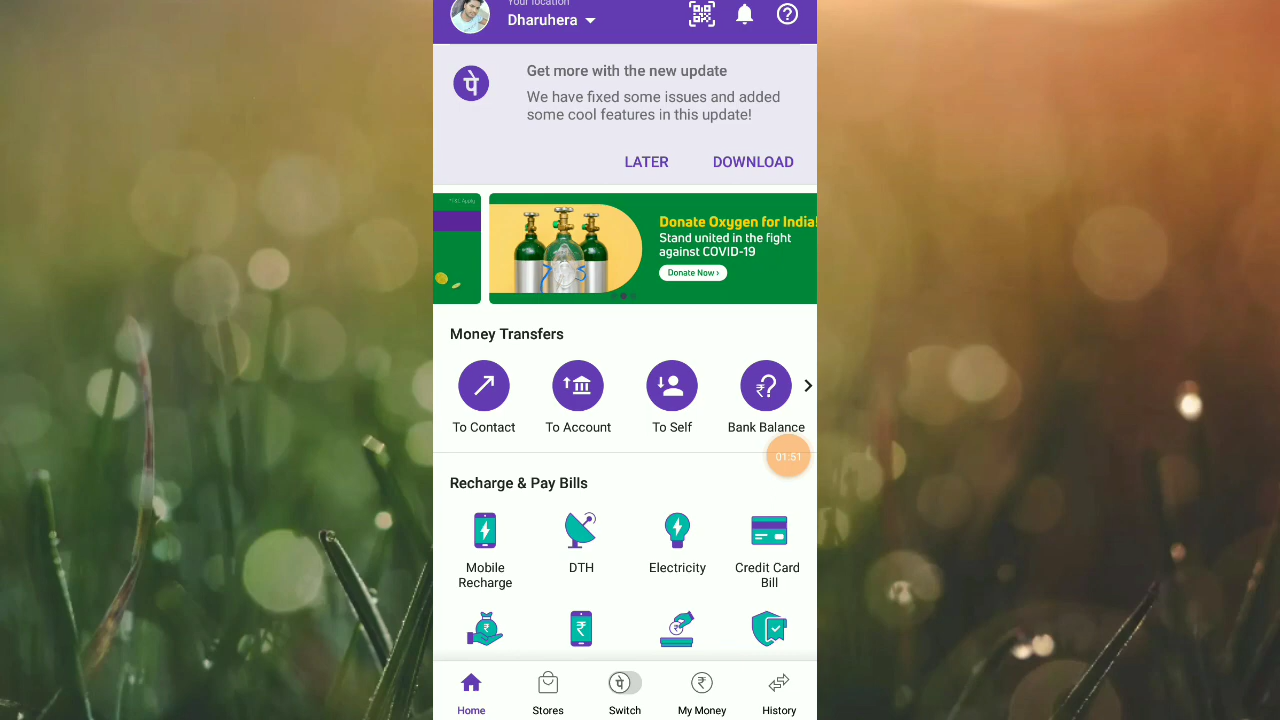 Your location
Dharuhera
Get more with the new update
पे
We have fixed some issues and added
some cool features in this update!
LATER
DOWNLOAD
*T&C Apply
Donate Oxygen for India!
Stand united in the fight
against COVID-19
Donate Now ›
Money Transfers
To Contact
To Account
To Self
Bank Balance
01:51
Recharge & Pay Bills
Mobile
Recharge
DTH
Electricity
Credit Card
Bill
Home
Stores
पे
Switch
My Money
History